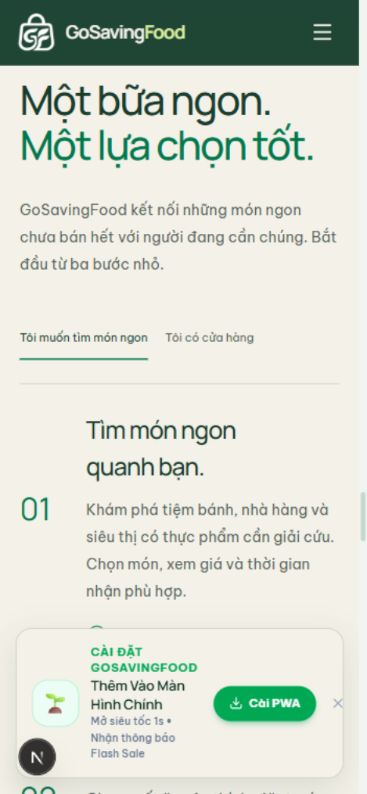 GoSavingFood
Một bữa ngon.
Một lựa chọn tốt.
GoSavingFood kết nối những món ngon
chưa bán hết với người đang cần chúng. Bắt
đầu từ ba bước nhỏ.
Tôi muốn tìm món ngon
Tôi có cửa hàng
Tìm món ngon
quanh bạn.
01
Khám phá tiệm bánh, nhà hàng và
siêu thị có thực phẩm cần giải cứu.
Chọn món, xem giá và thời gian
nhận phù hợp.
CÀI ĐẶT
GOSAVINGFOOD
Thêm Vào Màn
Hình Chính
Mở siêu tốc 1s •
Nhận thông báo
Flash Sale
Cài PWA
N